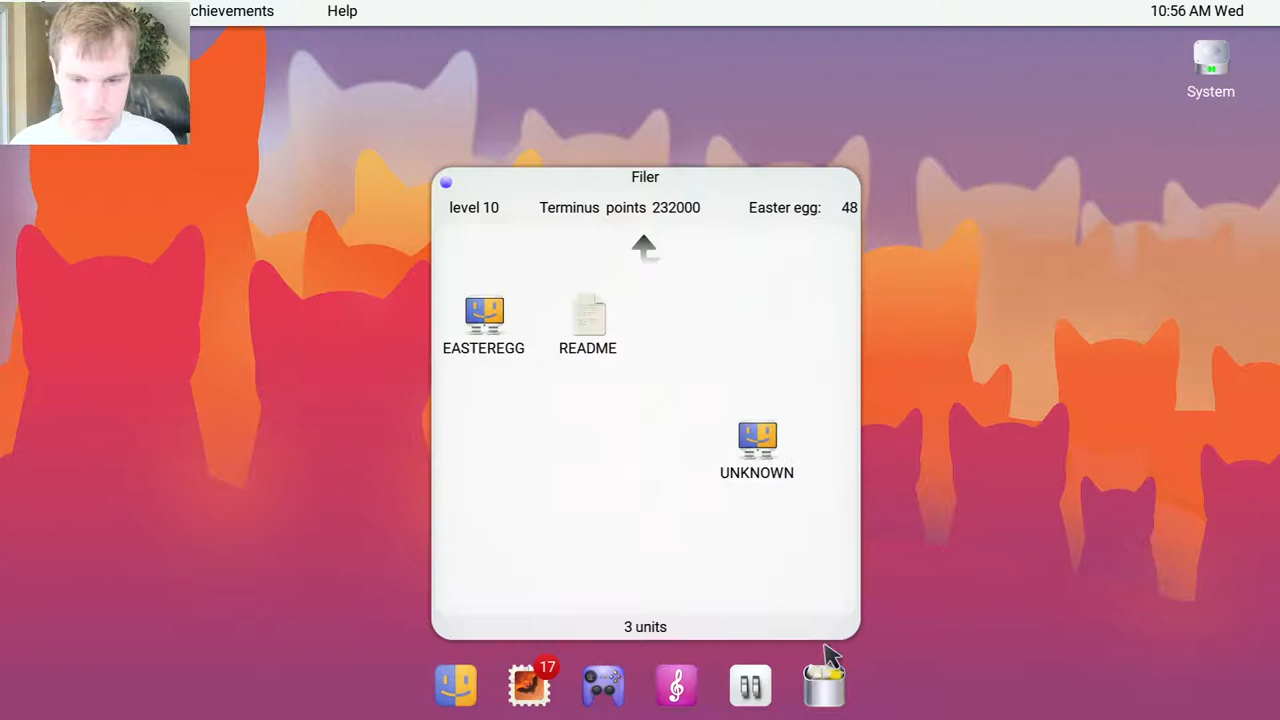 chievements Help 10:56 AM Wed
System
Filer
level 10 Terminus points 232000 Easter egg: 48
EASTEREGG README
UNKNOWN
3 units
17